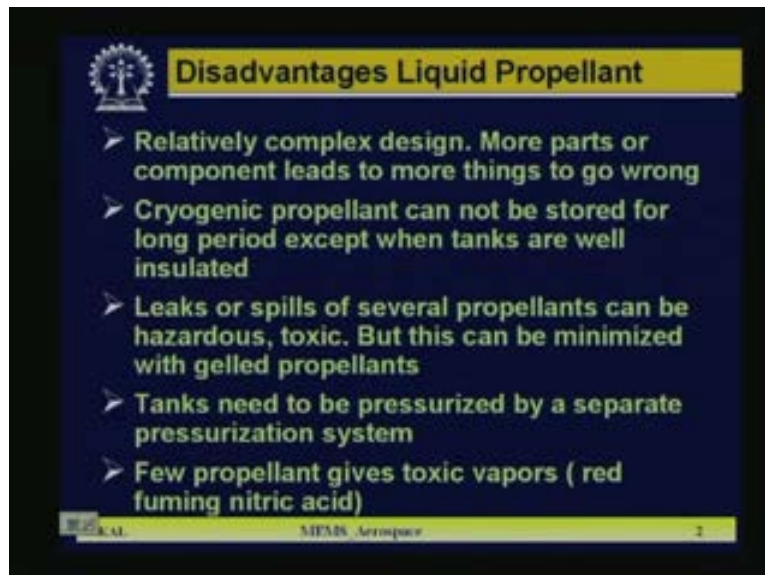 Disadvantages Liquid Propellant
➢ Relatively complex design. More parts or
component leads to more things to go wrong
➢ Cryogenic propellant can not be stored for
long period except when tanks are well
insulated
➢ Leaks or spills of several propellants can be
hazardous, toxic. But this can be minimized
with gelled propellants
➢ Tanks need to be pressurized by a separate
pressurization system
➢ Few propellant gives toxic vapors ( red
fuming nitric acid)
KAL MEMS Aerospace 2